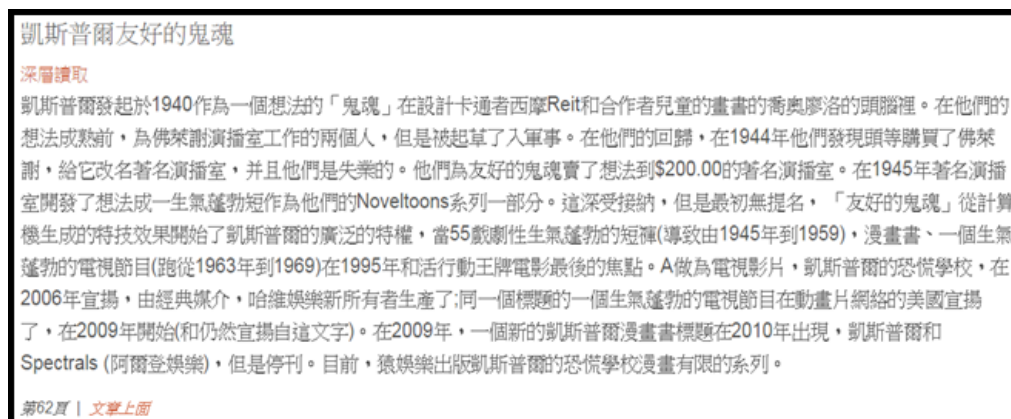 凱斯普爾友好的鬼魂
深層讀取
凱斯普爾發起於1940作為一個想法的「鬼魂」在設計卡通者西摩Reit和合作者兒童的畫書的喬奧廖洛的頭腦裡。在他們的
想法成熟前，為佛萊謝演播室工作的兩個人，但是被起草了入軍事。在他們的回歸，在1944年他們發現頭等購買了佛萊
謝，給它改名著名演播室，并且他們是失業的。他們為友好的鬼魂賣了想法到$200.00的著名演播室。在1945年著名演播
室開發了想法成一生氣蓬勃短作為他們的Noveltoons系列一部分。這深受接納，但是最初無提名，「友好的鬼魂」從計算
機生成的特技效果開始了凱斯普爾的廣泛的特權，當55戲劇性生氣蓬勃的短褲(導致由1945年到1959)，漫畫書、一個生氣
蓬勃的電視節目(跑從1963年到1969)在1995年和活行動王牌電影最後的焦點。A做為電視影片，凱斯普爾的恐慌學校，在
2006年宣揚，由經典媒介，哈維娛樂新所有者生產了;同一個標題的一個生氣蓬勃的電視節目在動畫片網絡的美國宣揚
了，在2009年開始(和仍然宣揚自這文字)。在2009年，一個新的凱斯普爾漫畫書標題在2010年出現，凱斯普爾和
Spectrals (阿爾登娛樂)，但是停刊。目前，猿娛樂出版凱斯普爾的恐慌學校漫畫有限的系列。
第62頁 | 文章上面